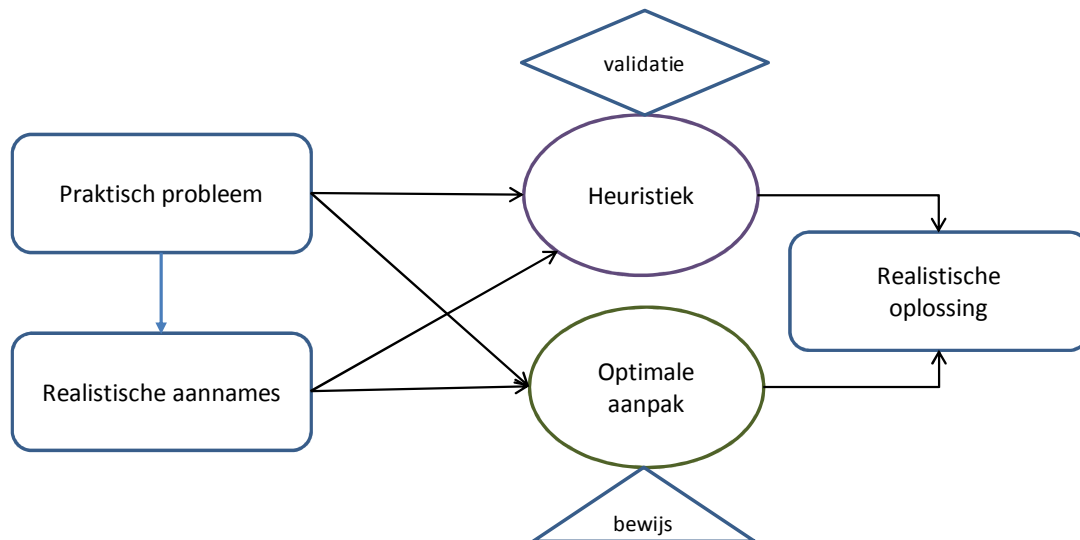 validatie
Praktisch probleem
Heuristiek
Realistische
oplossing
Realistische aannames
Optimale
aanpak
bewijs